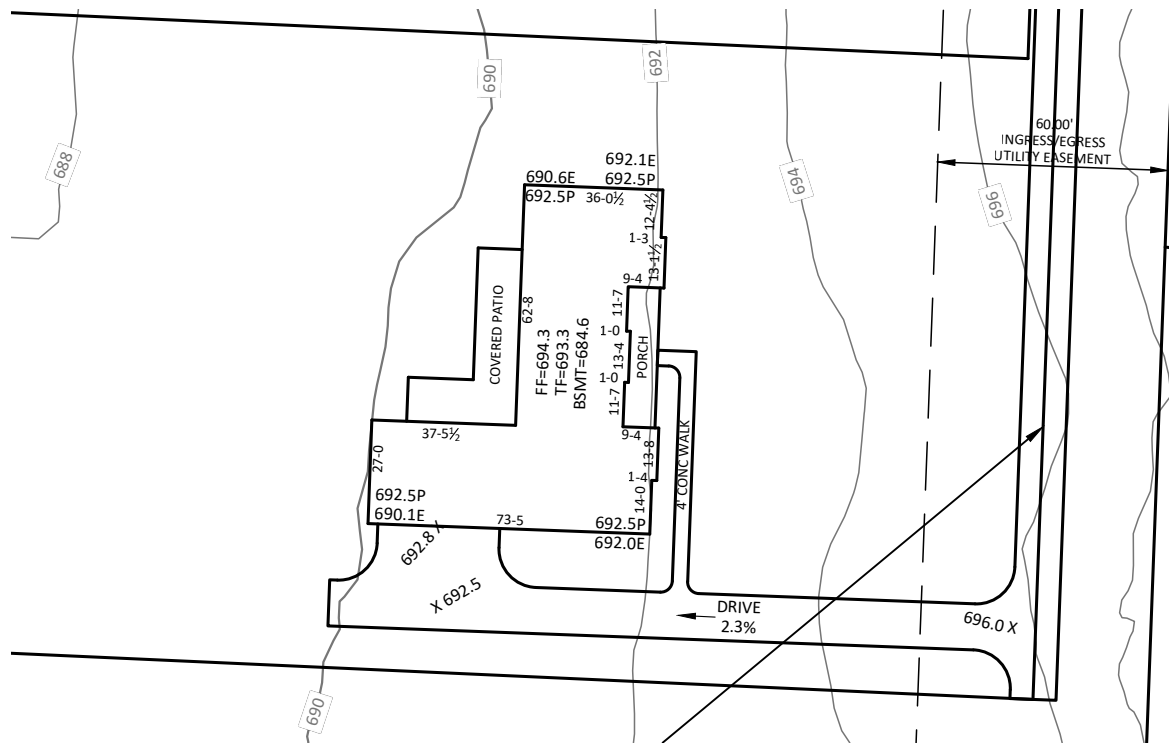 690
692
688
694
696
60.00'
INGRESS/EGRESS
UTILITY EASEMENT
692.1E
690.6E
692.5P
692.5P
36-0½
12-4½
1-3
13-1½
9-4
11-7
1-0
13-4
1-0
11-7
9-4
13-8
1-4
14-0
62-8
COVERED PATIO
FF=694.3
TF=693.3
BSMT=684.6
PORCH
37-5½
27-0
692.5P
690.1E
73-5
692.5P
692.0E
4' CONC WALK
692.8 X
X 692.5
DRIVE
2.3%
696.0 X
690